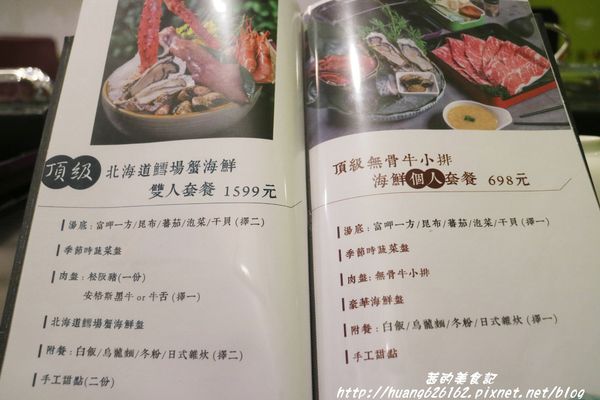 頂級 北海道鱈場蟹海鮮
雙人套餐 1599元
湯底:富呷一方/昆布/蕃茄/泡菜/干貝(擇二)
季節時蔬菜盤
肉盤:松阪豬(一份)
安格斯黑牛 or 牛舌(擇一)
北海道鱈場蟹海鮮盤
附餐:白飯/烏龍麵/冬粉/日式雜炊(擇二)
手工甜點(二份)
頂級無骨牛小排
海鮮個人套餐 698元
湯底:富呷一方/昆布/蕃茄/泡菜/干貝(擇一)
季節時蔬菜盤
肉盤:無骨牛小排
豪華海鮮盤
附餐:白飯/烏龍麵/冬粉/日式雜炊(擇一)
手工甜點
茜的美食記
http://huang626162.pixnet.net/blog